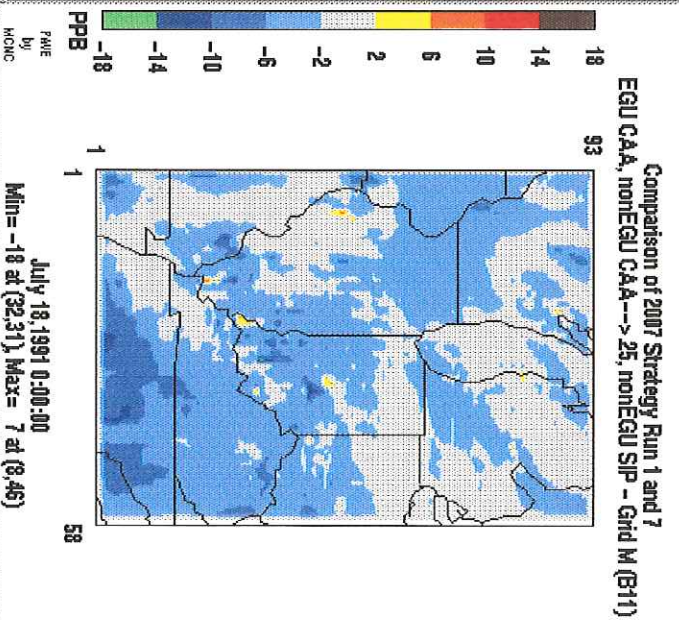 Comparison of 2007 Strategy Run 1 and 7
EGU CAA, nonEGU CAA---> 25, nonEGU SIP - Grid M (B11)
18
14
10
6
2
-2
-6
-10
-14
-18
PPB
PAVE
by
MCNC
93
1
1
58
July 18,1991 0:00:00
Min= -18 at (32,31), Max= 7 at (8,46)